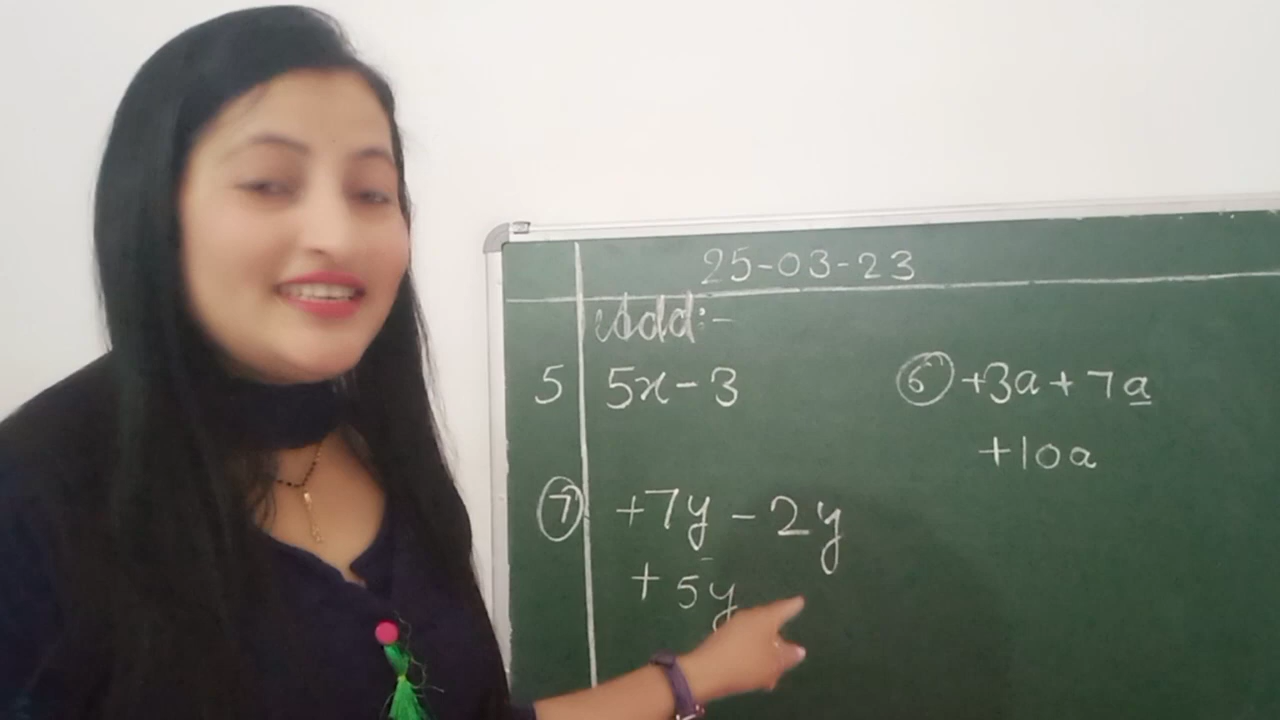 25-03-23
Add:-
5 5x-3
6 +3a+7a
+10a
7 +7y-2y
+5y